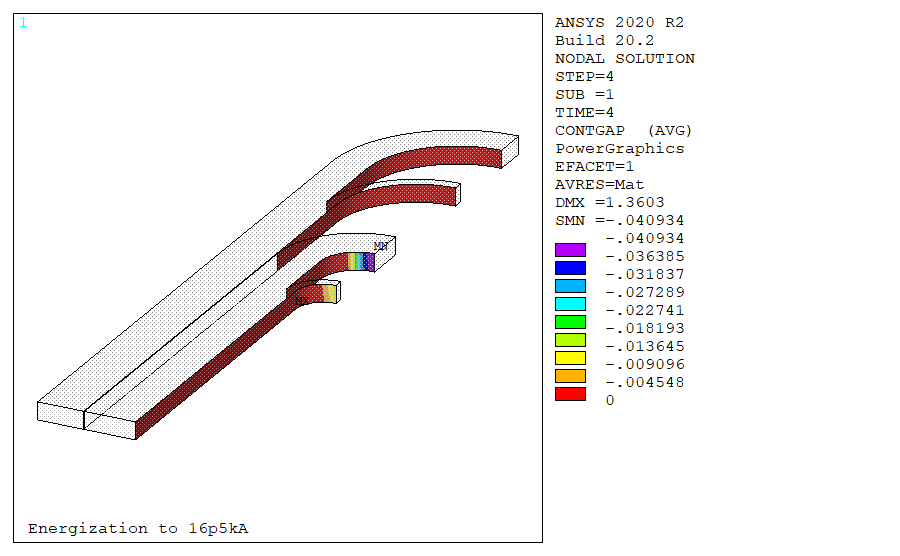 1
ANSYS 2020 R2
Build 20.2
NODAL SOLUTION
STEP=4
SUB =1
TIME=4
CONTGAP (AVG)
PowerGraphics
EFACET=1
AVRES=Mat
DMX =1.3603
SMN =-.040934
-.040934
-.036385
-.031837
-.027289
-.022741
-.018193
-.013645
-.009096
-.004548
0
MN
Energization to 16p5kA